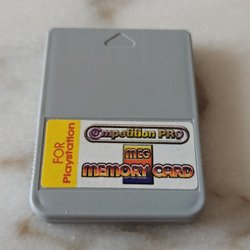 FOR
Playstation
Competition PRO
MEG
MEMORY CARD